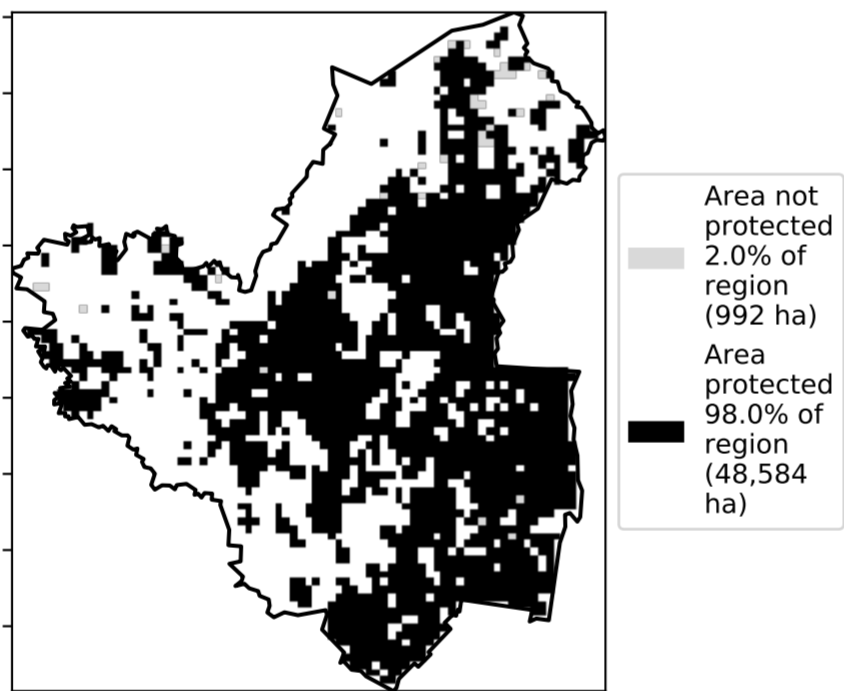 Area not
protected
2.0% of
region
(992 ha)
Area
protected
98.0% of
region
(48,584
ha)